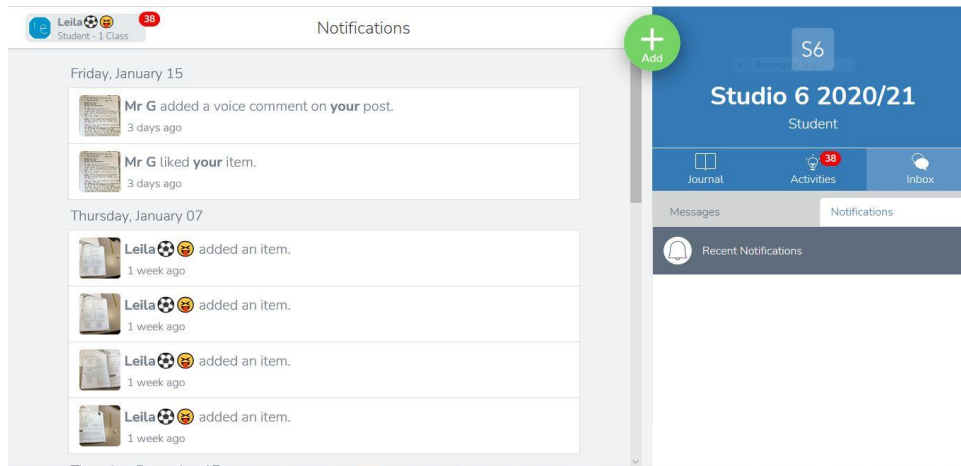 Le
Leila⚽😝 38
Student - 1 Class
Notifications
Add
Friday, January 15
Mr G added a voice comment on your post.
3 days ago
Mr G liked your item.
3 days ago
Thursday, January 07
Leila⚽😝 added an item.
1 week ago
Leila⚽😝 added an item.
1 week ago
Leila⚽😝 added an item.
1 week ago
Leila⚽😝 added an item.
1 week ago
S6
Studio 6 2020/21
Student
Journal
38
Activities
Inbox
Messages
Notifications
Recent Notifications